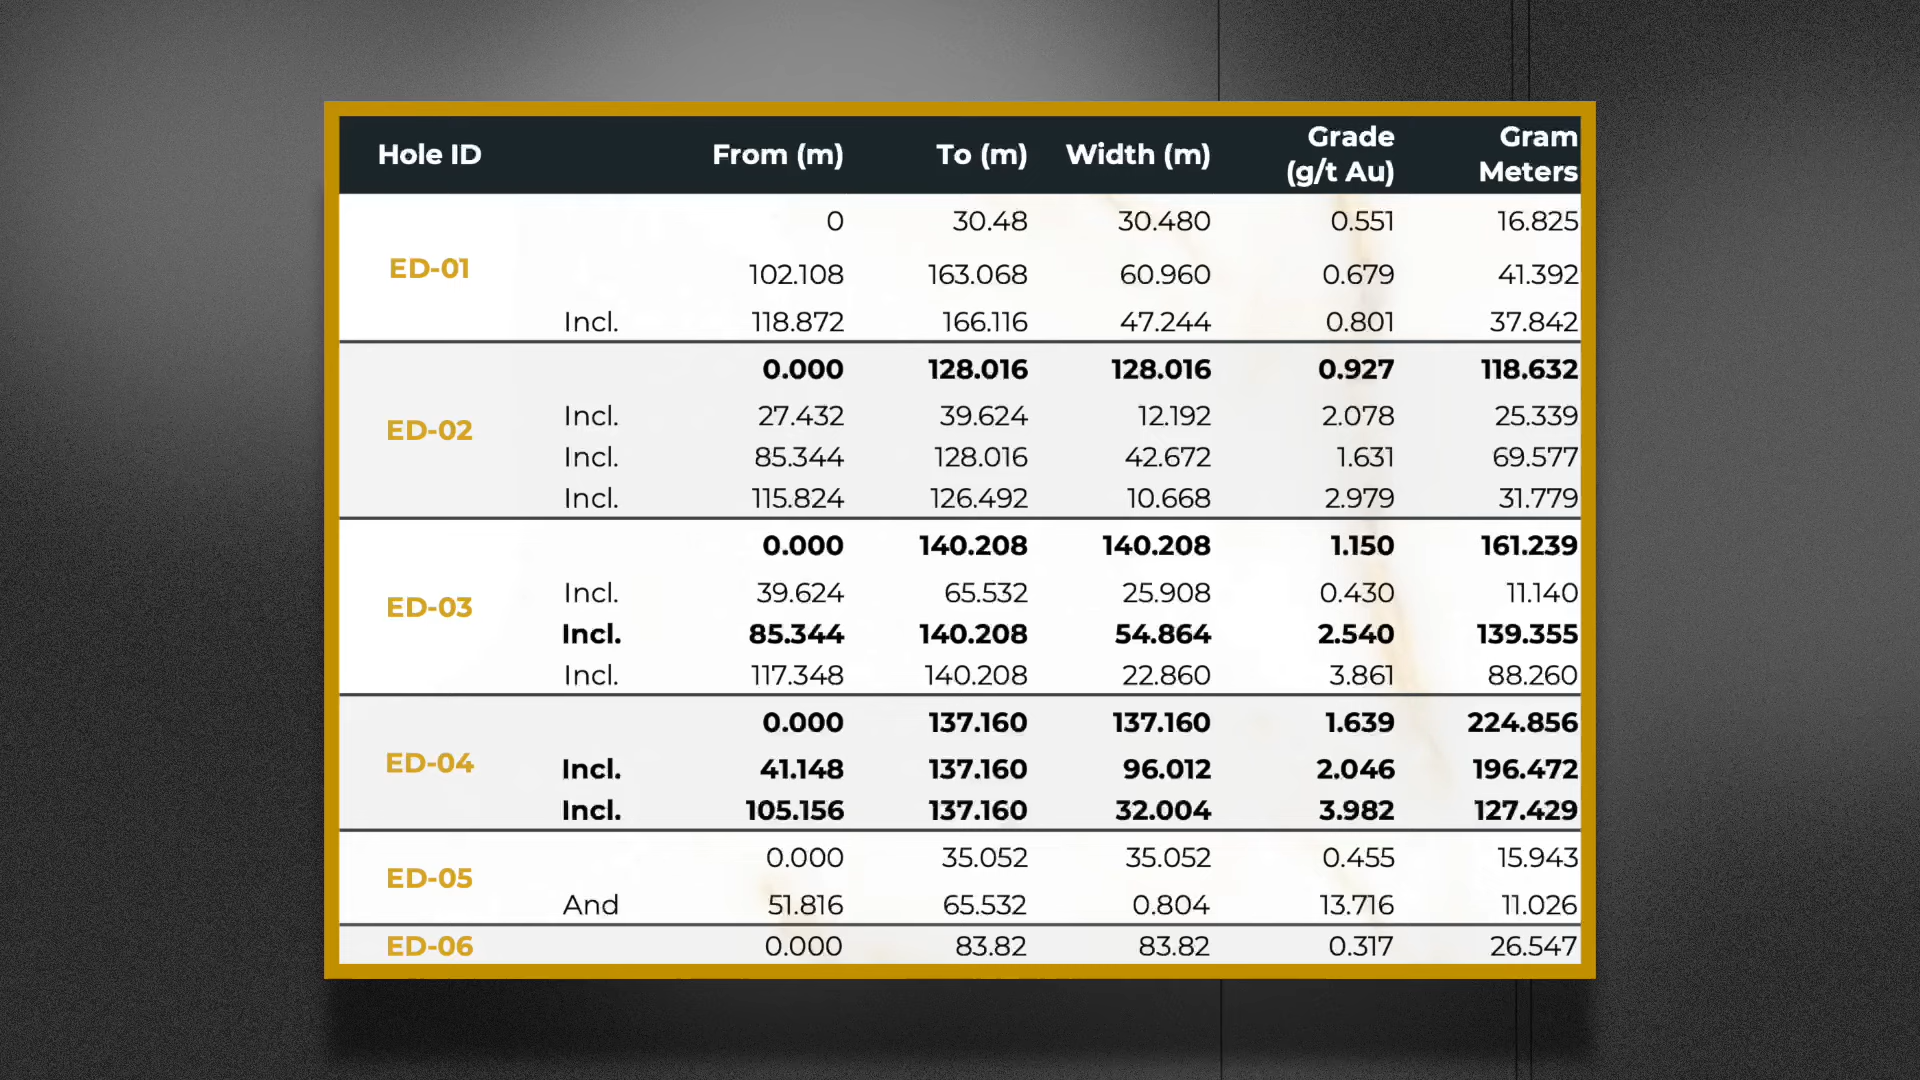 Hole ID From (m) To (m) Width (m) Grade (g/t Au) Gram Meters
ED-01
0 30.48 30.480 0.551 16.825
102.108 163.068 60.960 0.679 41.392
Incl. 118.872 166.116 47.244 0.801 37.842
ED-02
0.000 128.016 128.016 0.927 118.632
Incl. 27.432 39.624 12.192 2.078 25.339
Incl. 85.344 128.016 42.672 1.631 69.577
Incl. 115.824 126.492 10.668 2.979 31.779
ED-03
0.000 140.208 140.208 1.150 161.239
Incl. 39.624 65.532 25.908 0.430 11.140
Incl. 85.344 140.208 54.864 2.540 139.355
Incl. 117.348 140.208 22.860 3.861 88.260
ED-04
0.000 137.160 137.160 1.639 224.856
Incl. 41.148 137.160 96.012 2.046 196.472
Incl. 105.156 137.160 32.004 3.982 127.429
ED-05
0.000 35.052 35.052 0.455 15.943
And 51.816 65.532 0.804 13.716 11.026
ED-06 0.000 83.82 83.82 0.317 26.547